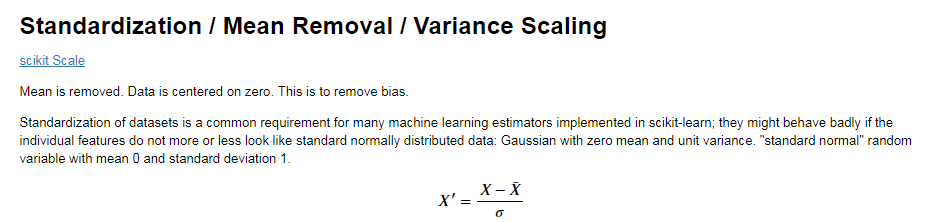 Standardization / Mean Removal / Variance Scaling
scikit Scale
Mean is removed. Data is centered on zero. This is to remove bias.
Standardization of datasets is a common requirement for many machine learning estimators implemented in scikit-learn; they might behave badly if the
individual features do not more or less look like standard normally distributed data: Gaussian with zero mean and unit variance. "standard normal" random
variable with mean 0 and standard deviation 1.
X′ = (X − X̄) / σ